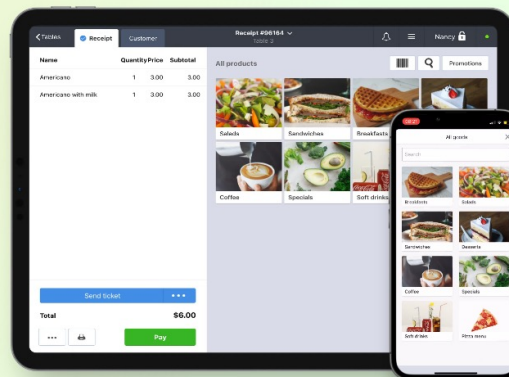 Tables
Receipt
Customer
Receipt #96164
Table 3
Nancy
Name Quantity Price Subtotal
Americano 1 3.00 3.00
Americano with milk 1 3.00 3.00
All products
Promotions
Salads
Sandwiches
Breakfasts
Coffee
Specials
Soft drinks
Send ticket
Total $6.00
Pay
All goods
Search
Breakfasts
Salads
Sandwiches
Desserts
Coffee
Specials
Soft drinks
Pizza menu